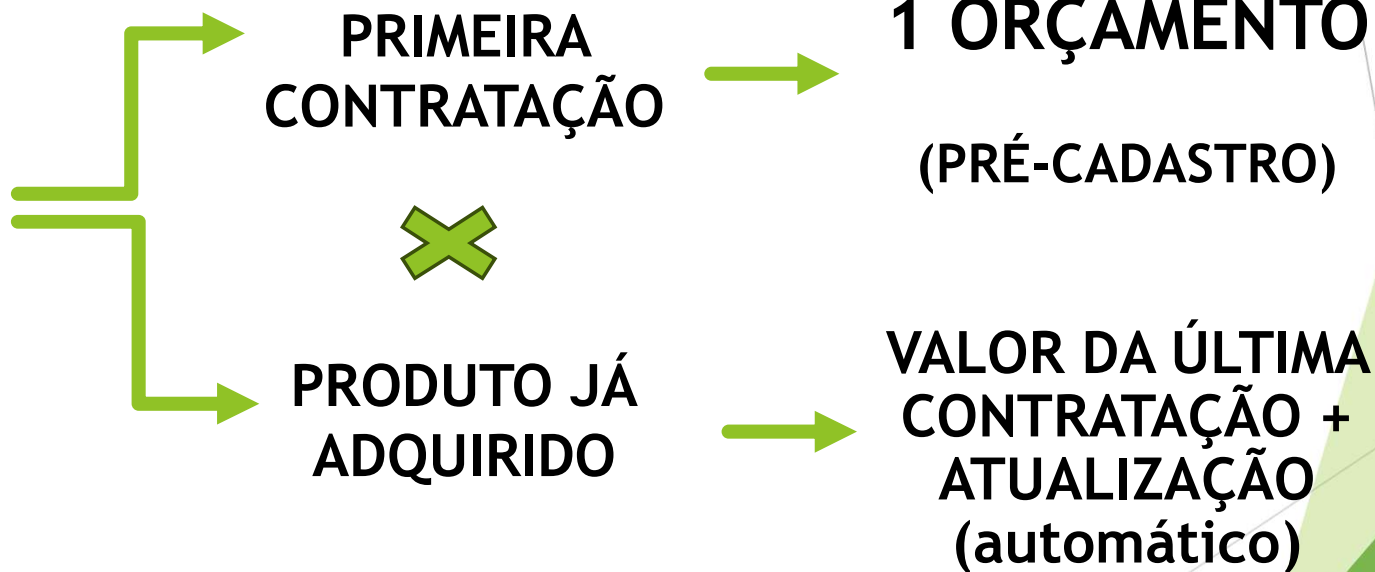 PRIMEIRA
CONTRATAÇÃO
1 ORÇAMENTO
(PRÉ-CADASTRO)
PRODUTO JÁ
ADQUIRIDO
VALOR DA ÚLTIMA
CONTRATAÇÃO +
ATUALIZAÇÃO
(automático)